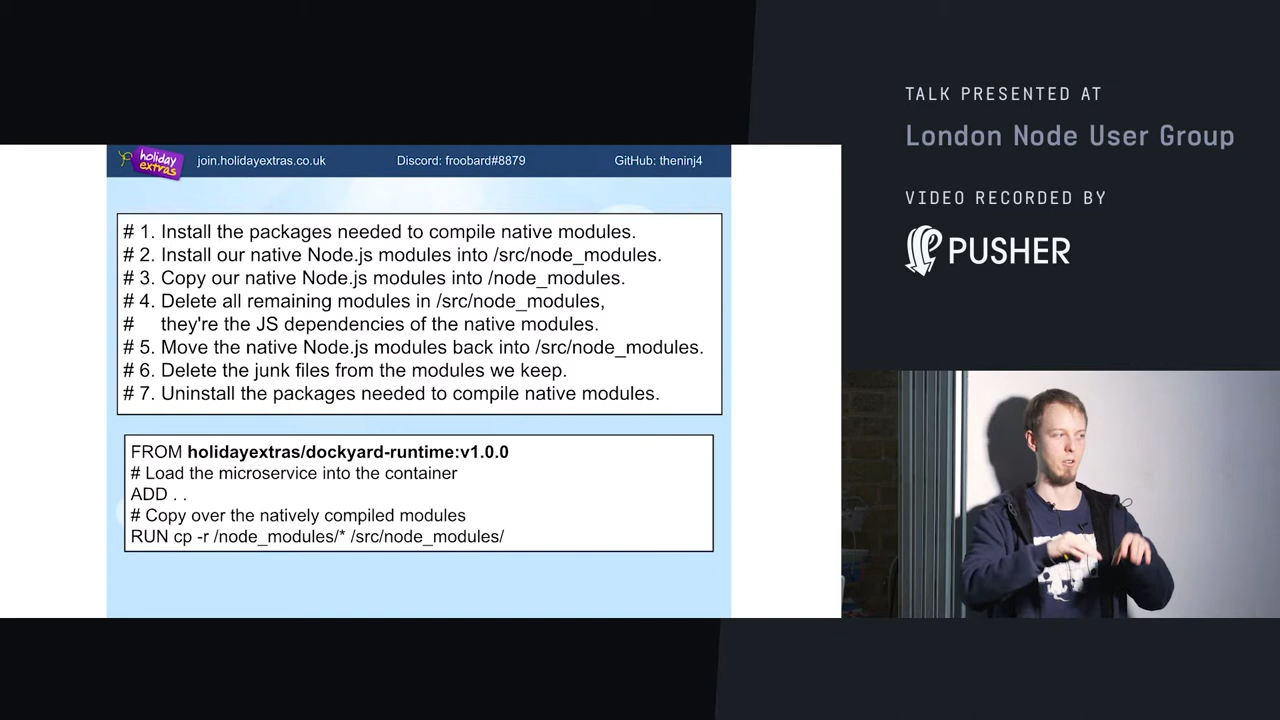 TALK PRESENTED AT
London Node User Group
VIDEO RECORDED BY
PUSHER
holiday
extras
join.holidayextras.co.uk
Discord: froobard#8879
GitHub: theninj4
# 1. Install the packages needed to compile native modules.
# 2. Install our native Node.js modules into /src/node_modules.
# 3. Copy our native Node.js modules into /node_modules.
# 4. Delete all remaining modules in /src/node_modules,
# they're the JS dependencies of the native modules.
# 5. Move the native Node.js modules back into /src/node_modules.
# 6. Delete the junk files from the modules we keep.
# 7. Uninstall the packages needed to compile native modules.
FROM holidayextras/dockyard-runtime:v1.0.0
# Load the microservice into the container
ADD . .
# Copy over the natively compiled modules
RUN cp -r /node_modules/* /src/node_modules/